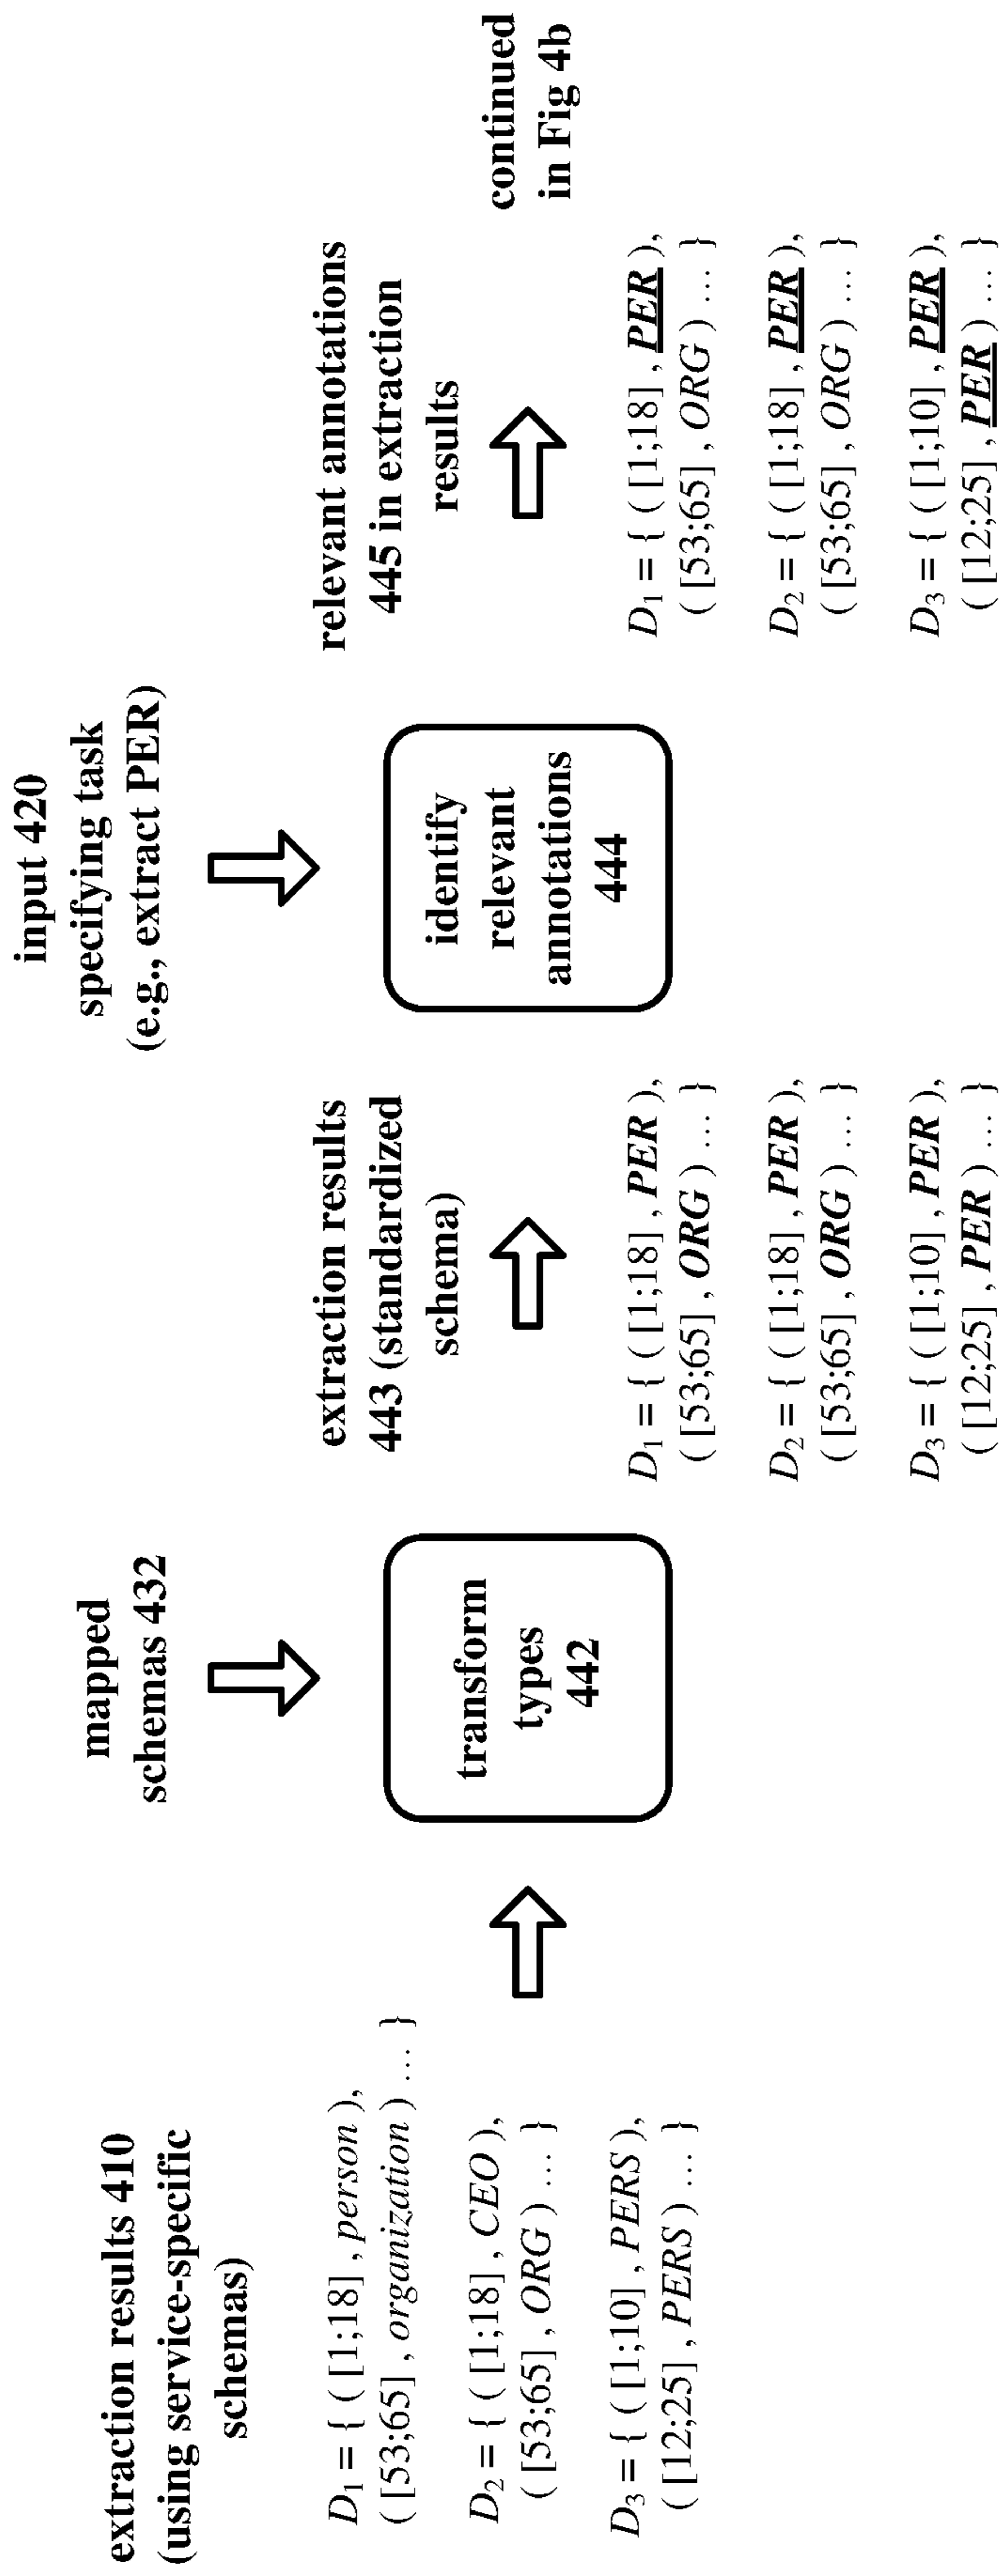 extraction results 410
(using service-specific
schemas)
D₁ = { ( [1;18] , person ),
( [53;65] , organization ) … }
D₂ = { ( [1;18] , CEO ),
( [53;65] , ORG ) … }
D₃ = { ( [1;10] , PERS ),
( [12;25] , PERS ) … }
mapped
schemas 432
transform
types
442
extraction results
443 (standardized
schema)
D₁ = { ( [1;18] , PER ),
( [53;65] , ORG ) … }
D₂ = { ( [1;18] , PER ),
( [53;65] , ORG ) … }
D₃ = { ( [1;10] , PER ),
( [12;25] , PER ) … }
input 420
specifying task
(e.g., extract PER)
identify
relevant
annotations
444
relevant annotations
445 in extraction
results
D₁ = { ( [1;18] , PER ),
( [53;65] , ORG ) … }
D₂ = { ( [1;18] , PER ),
( [53;65] , ORG ) … }
D₃ = { ( [1;10] , PER ),
( [12;25] , PER ) … }
continued
in Fig 4b